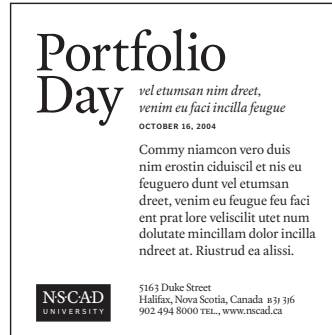 Portfolio
Day
vel etumsan nim dreet,
venim eu faci incilla feugue
OCTOBER 16, 2004
Commy niamcon vero duis
nim erostin ciduiscil et nis eu
feuguero dunt vel etumsan
dreet, venim eu feugue feu faci
ent prat lore veliscilit utet num
dolutate mincillam dolor incilla
ndreet at. Riustrud ea alissi.
N·S·C·A·D
UNIVERSITY
5163 Duke Street
Halifax, Nova Scotia, Canada B3J 3J6
902 494 8000 TEL., www.nscad.ca